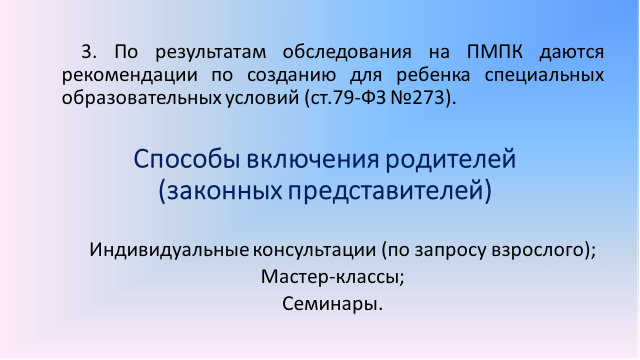 3. По результатам обследования на ПМПК даются
рекомендации по созданию для ребенка специальных
образовательных условий (ст.79-ФЗ №273).
Способы включения родителей
(законных представителей)
Индивидуальные консультации (по запросу взрослого);
Мастер-классы;
Семинары.